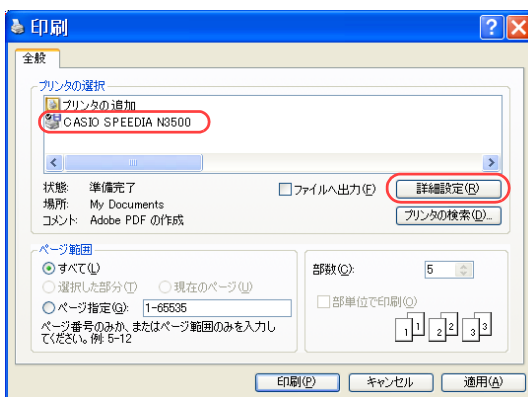 印刷
全般
プリンタの選択
プリンタの追加
CASIO SPEEDIA N3500
状態: 準備完了
場所: My Documents
コメント: Adobe PDF の作成
ファイルへ出力(F)
詳細設定(R)
プリンタの検索(D)...
ページ範囲
すべて(L)
選択した部分(T) 現在のページ(U)
ページ指定(G): 1-65535
ページ番号のみか、またはページ範囲のみを入力し
てください。例: 5-12
部数(C): 5
部単位で印刷(O)
1 1 2 2 3 3
印刷(P) キャンセル 適用(A)